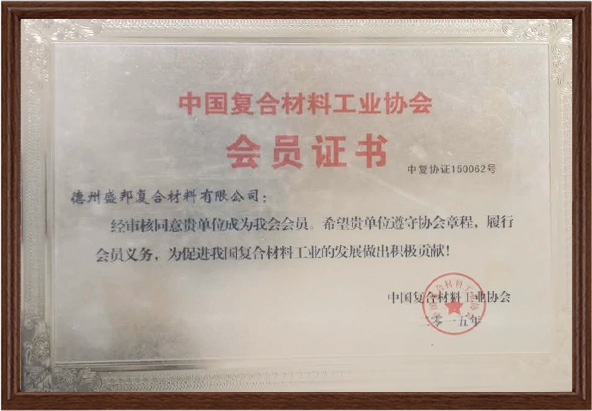 中国复合材料工业协会
会员证书
中复协证150062号
德州盛邦复合材料有限公司：
经审核同意贵单位成为我会会员。希望贵单位遵守协会章程，履行
会员义务，为促进我国复合材料工业的发展做出积极贡献！
中国复合材料工业协会
二零一五年